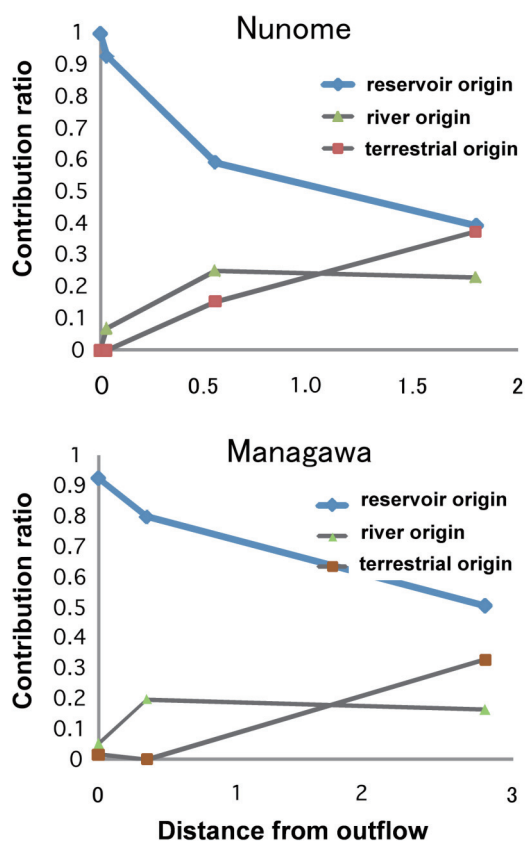 Nunome
Contribution ratio
1
0.9
0.8
0.7
0.6
0.5
0.4
0.3
0.2
0.1
0
reservoir origin
river origin
terrestrial origin
0 0.5 1.0 1.5 2
Managawa
Contribution ratio
1
0.9
0.8
0.7
0.6
0.5
0.4
0.3
0.2
0.1
0
reservoir origin
river origin
terrestrial origin
0 1 2 3
Distance from outflow